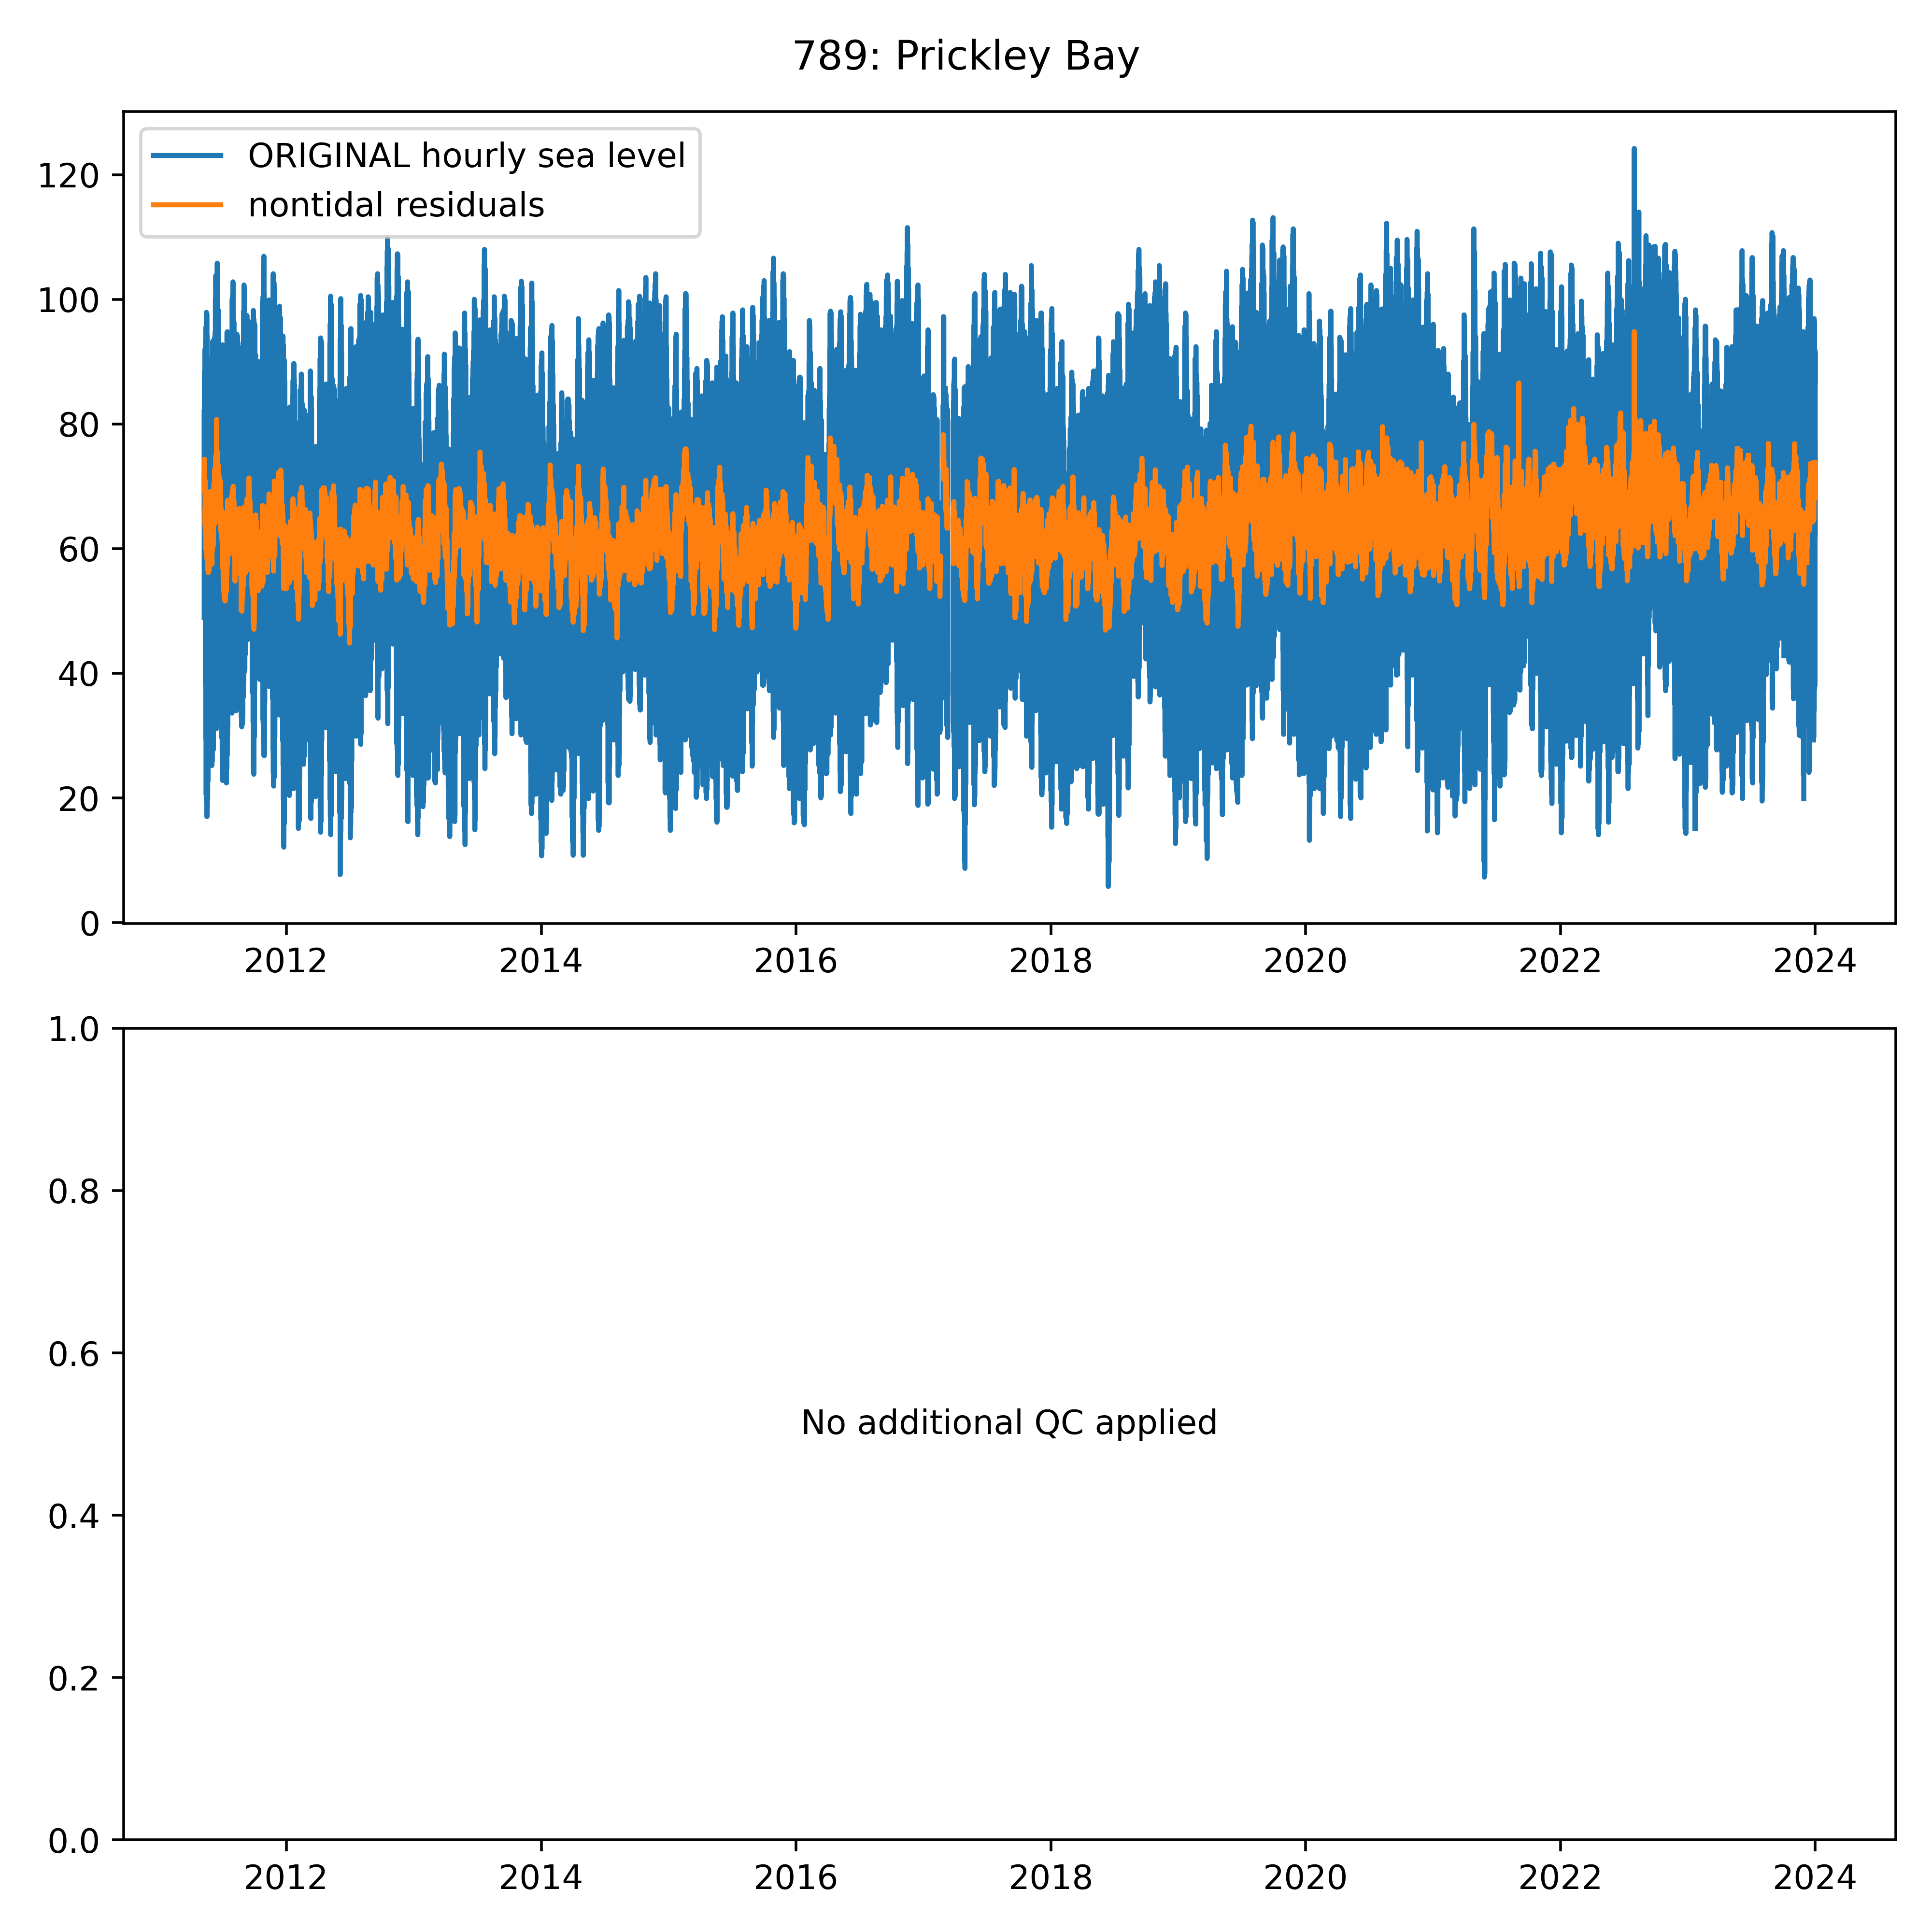 789: Prickley Bay
ORIGINAL hourly sea level
nontidal residuals
120
100
80
60
40
20
0
2012 2014 2016 2018 2020 2022 2024
1.0
0.8
0.6
0.4
0.2
0.0
No additional QC applied
2012 2014 2016 2018 2020 2022 2024